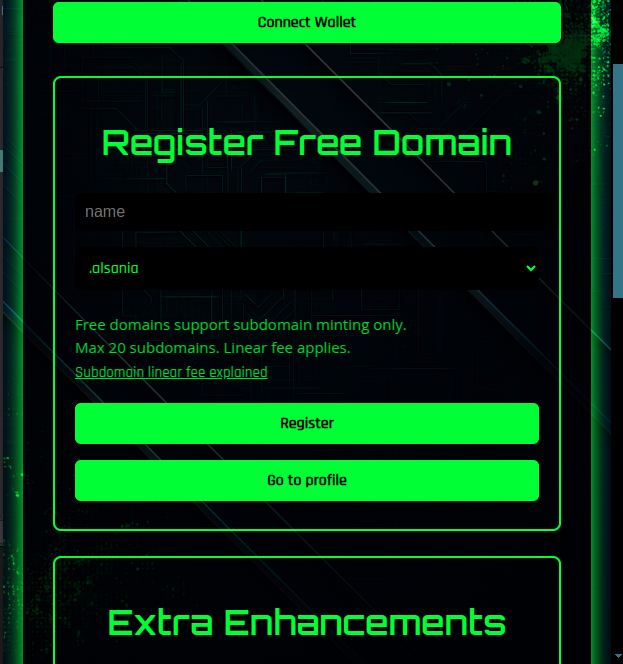 Connect Wallet
Register Free Domain
name
.alsania
Free domains support subdomain minting only.
Max 20 subdomains. Linear fee applies.
Subdomain linear fee explained
Register
Go to profile
Extra Enhancements